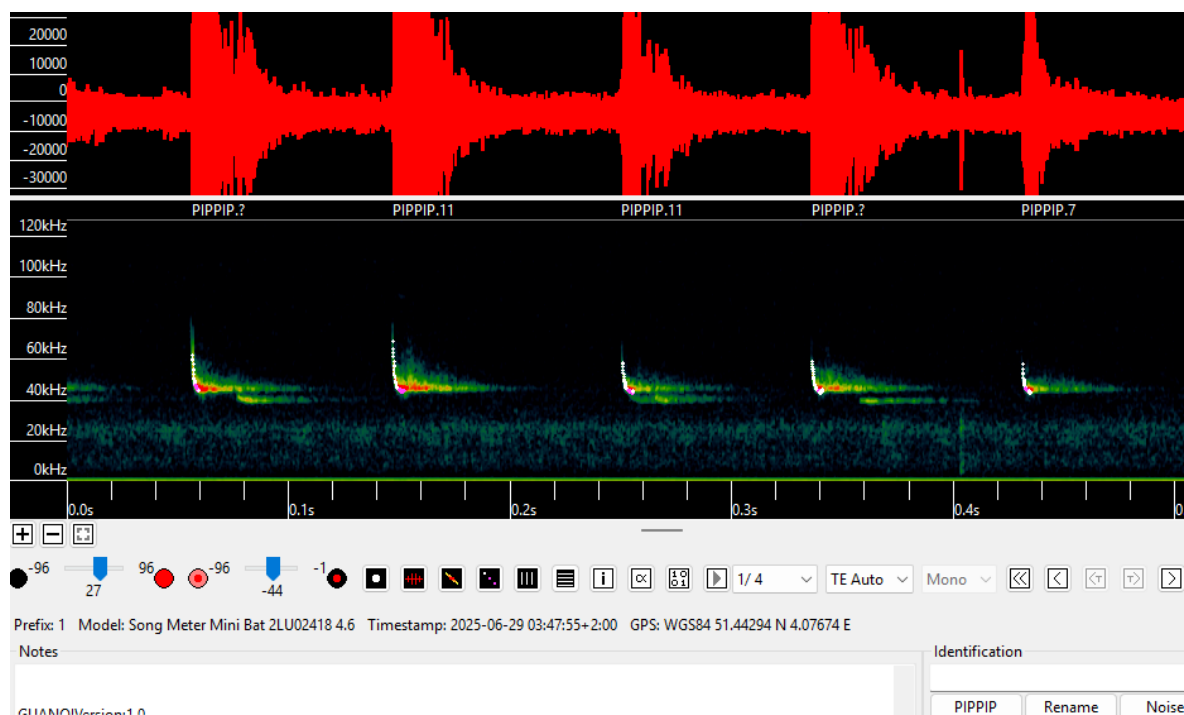 20000
10000
0
-10000
-20000
-30000
PIPPIP.? PIPPIP.11 PIPPIP.11 PIPPIP.? PIPPIP.7
120kHz
100kHz
80kHz
60kHz
40kHz
20kHz
0kHz
0.0s 0.1s 0.2s 0.3s 0.4s 0
-96 96 -96 -1
27 -44
i α 1/4 TE Auto Mono
Prefix: 1 Model: Song Meter Mini Bat 2LU02418 4.6 Timestamp: 2025-06-29 03:47:55+2:00 GPS: WGS84 51.44294 N 4.07674 E
Notes Identification
GUANO|Version:1.0
PIPPIP Rename Noise